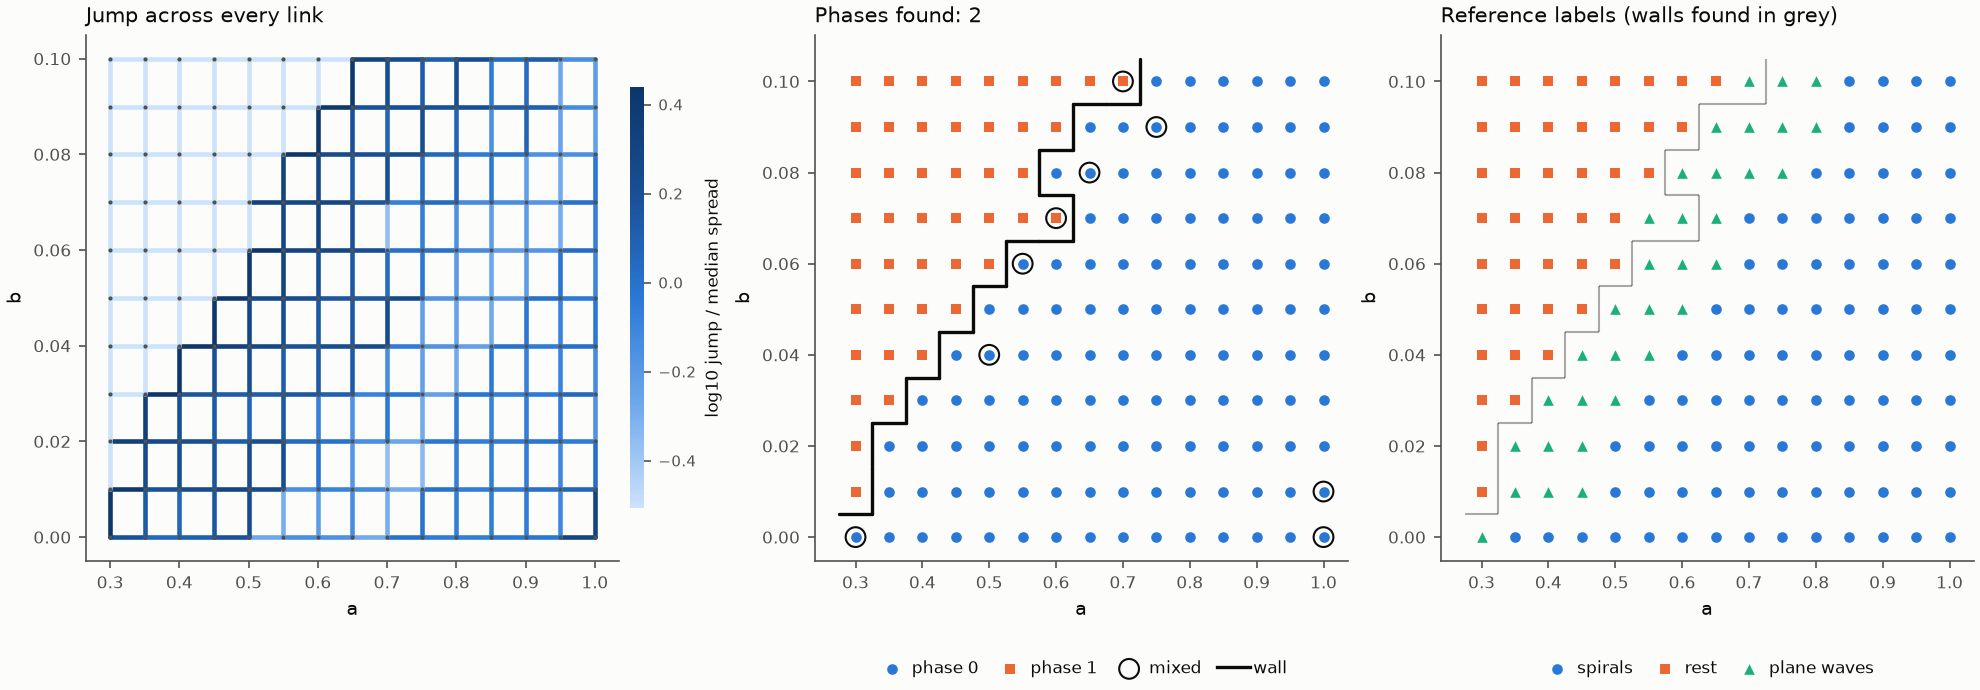 Jump across every link
0.10
0.08
0.06
0.04
0.02
0.00
b
0.3
0.4
0.5
0.6
0.7
0.8
0.9
1.0
a
0.4
0.2
0.0
−0.2
−0.4
log10 jump / median spread
Phases found: 2
0.10
0.08
0.06
0.04
0.02
0.00
b
0.3
0.4
0.5
0.6
0.7
0.8
0.9
1.0
a
phase 0
phase 1
mixed
wall
Reference labels (walls found in grey)
0.10
0.08
0.06
0.04
0.02
0.00
b
0.3
0.4
0.5
0.6
0.7
0.8
0.9
1.0
a
spirals
rest
plane waves